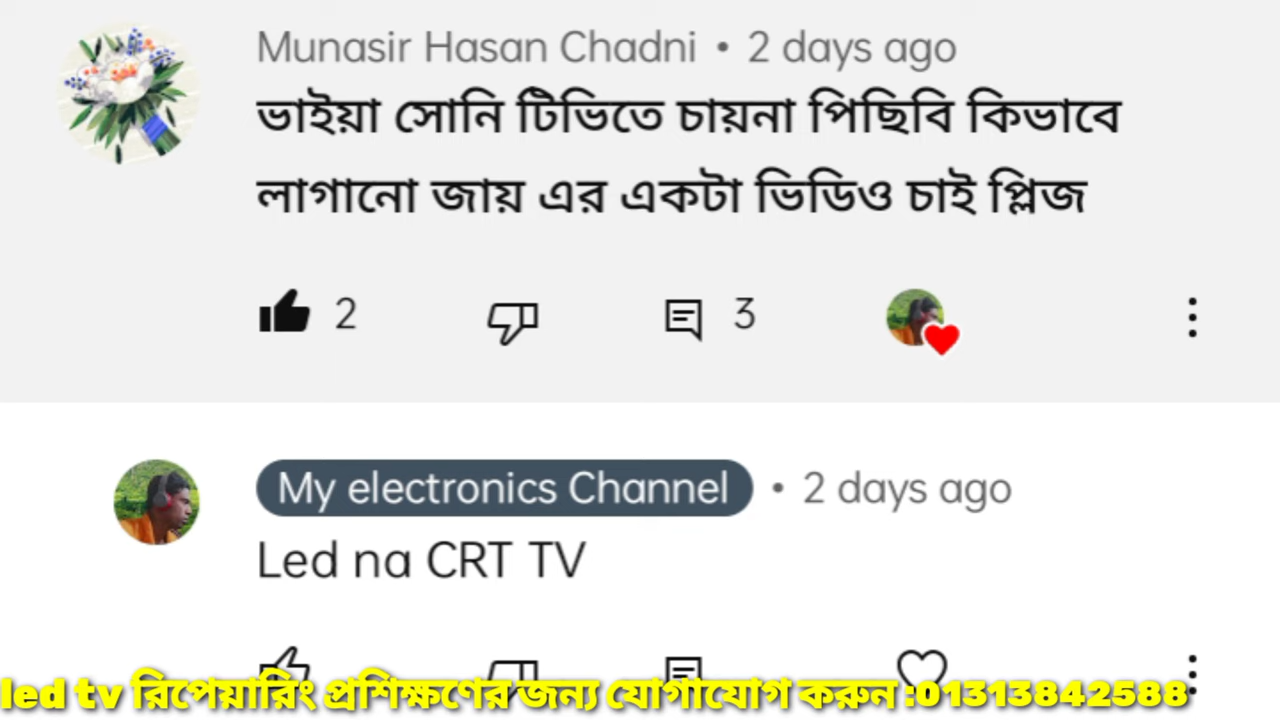 Munasir Hasan Chadni • 2 days ago
ভাইয়া সোনি টিভিতে চায়না পিছিবি কিভাবে
লাগানো জায় এর একটা ভিডিও চাই প্লিজ
2 3
My electronics Channel • 2 days ago
Led na CRT TV
led tv রিপেয়ারিং প্রশিক্ষণের জন্য যোগাযোগ করুন :01313842588